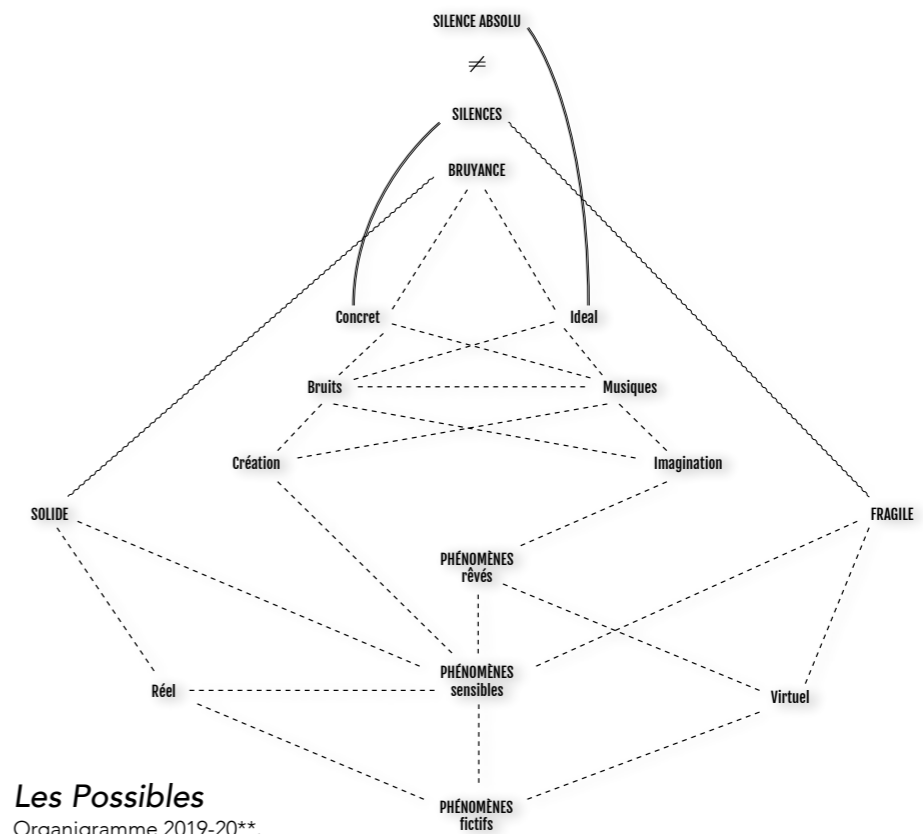 SILENCE ABSOLU
≠
SILENCES
BRUYANCE
Concret
Ideal
Bruits
Musiques
Création
Imagination
SOLIDE
FRAGILE
PHÉNOMÈNES
rêvés
PHÉNOMÈNES
sensibles
Réel
Virtuel
Les Possibles
PHÉNOMÈNES
fictifs
Organigramme 2019-20**.